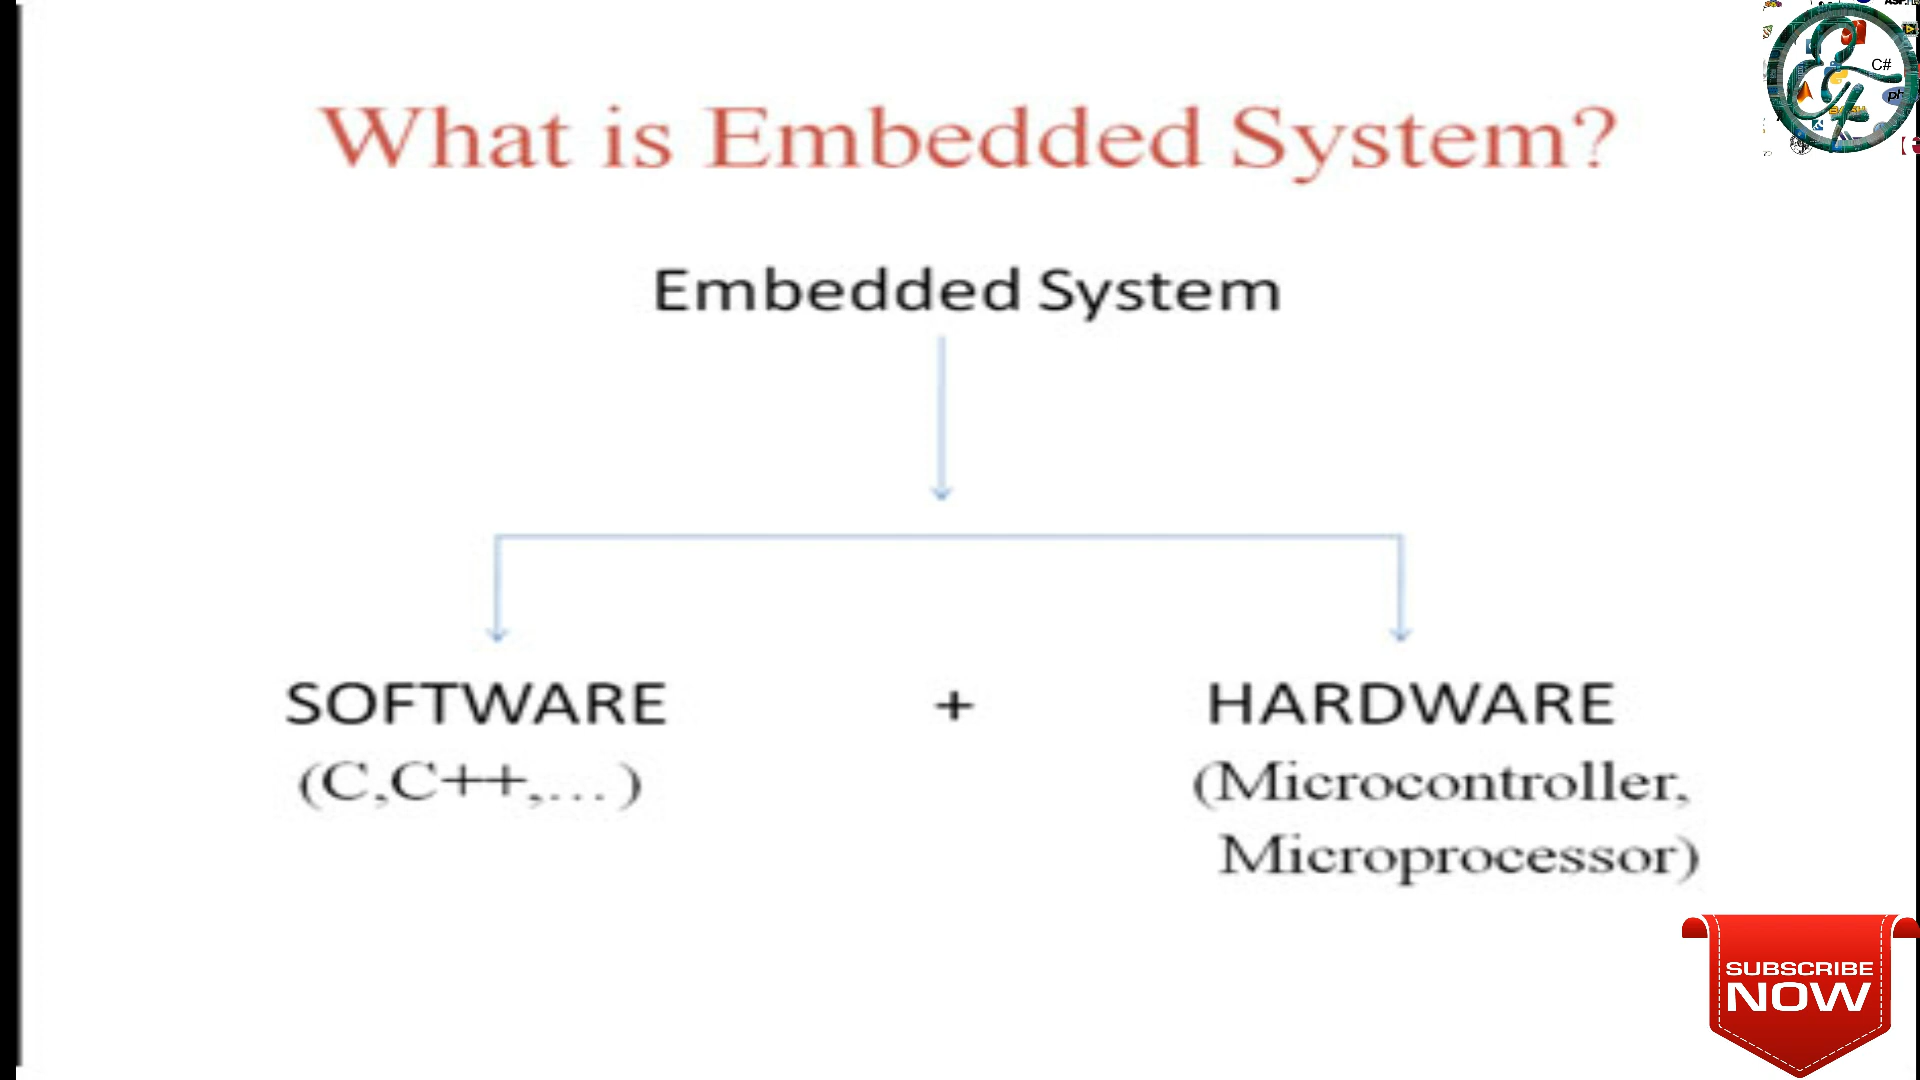 What is Embedded System?
Embedded System
SOFTWARE + HARDWARE
(C,C++,...) (Microcontroller,
Microprocessor)
C#
SUBSCRIBE
NOW